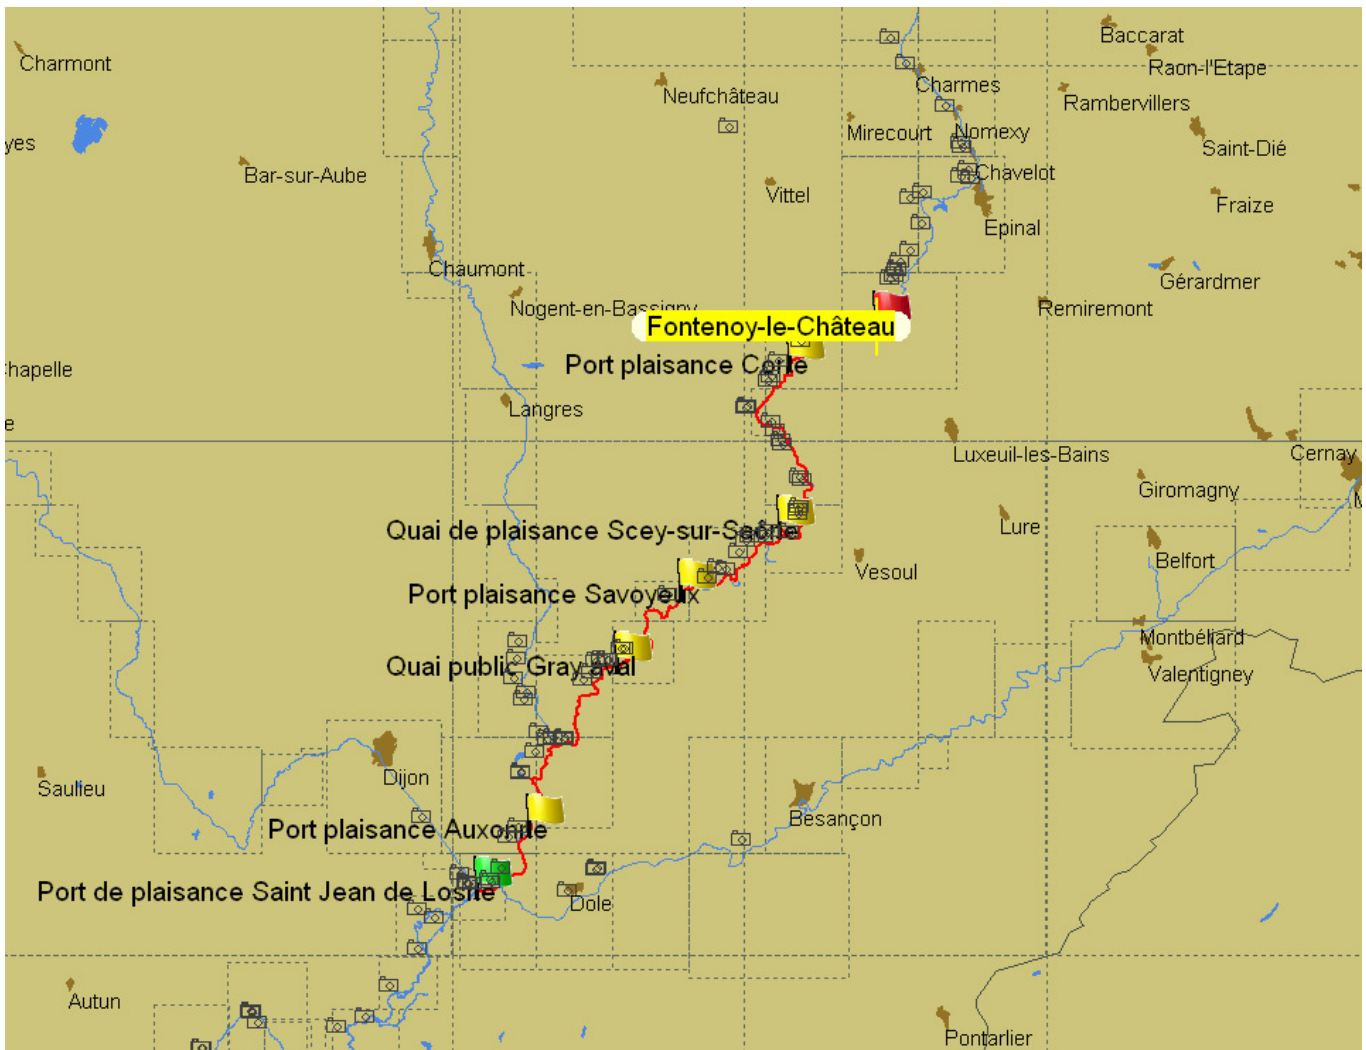 Baccarat
Charmont
Raon-l'Etape
Charmes
Neufchâteau
Rambervillers
Mirecourt
Nomexy
yes
Saint-Dié
Bar-sur-Aube
Chavelot
Vittel
Fraize
Epinal
Chaumont
Gérardmer
Nogent-en-Bassigny
Remiremont
Fontenoy-le-Château
Port plaisance Corre
hapelle
Langres
e
Luxeuil-les-Bains
Cernay
Giromagny
M
Quai de plaisance Scey-sur-Saône
Lure
Belfort
Vesoul
Port plaisance Savoyeux
Montbéliard
Quai public Gray aval
Valentigney
Dijon
Saulieu
Besançon
Port plaisance Auxonne
Port de plaisance Saint Jean de Losne
Dole
Autun
Pontarlier